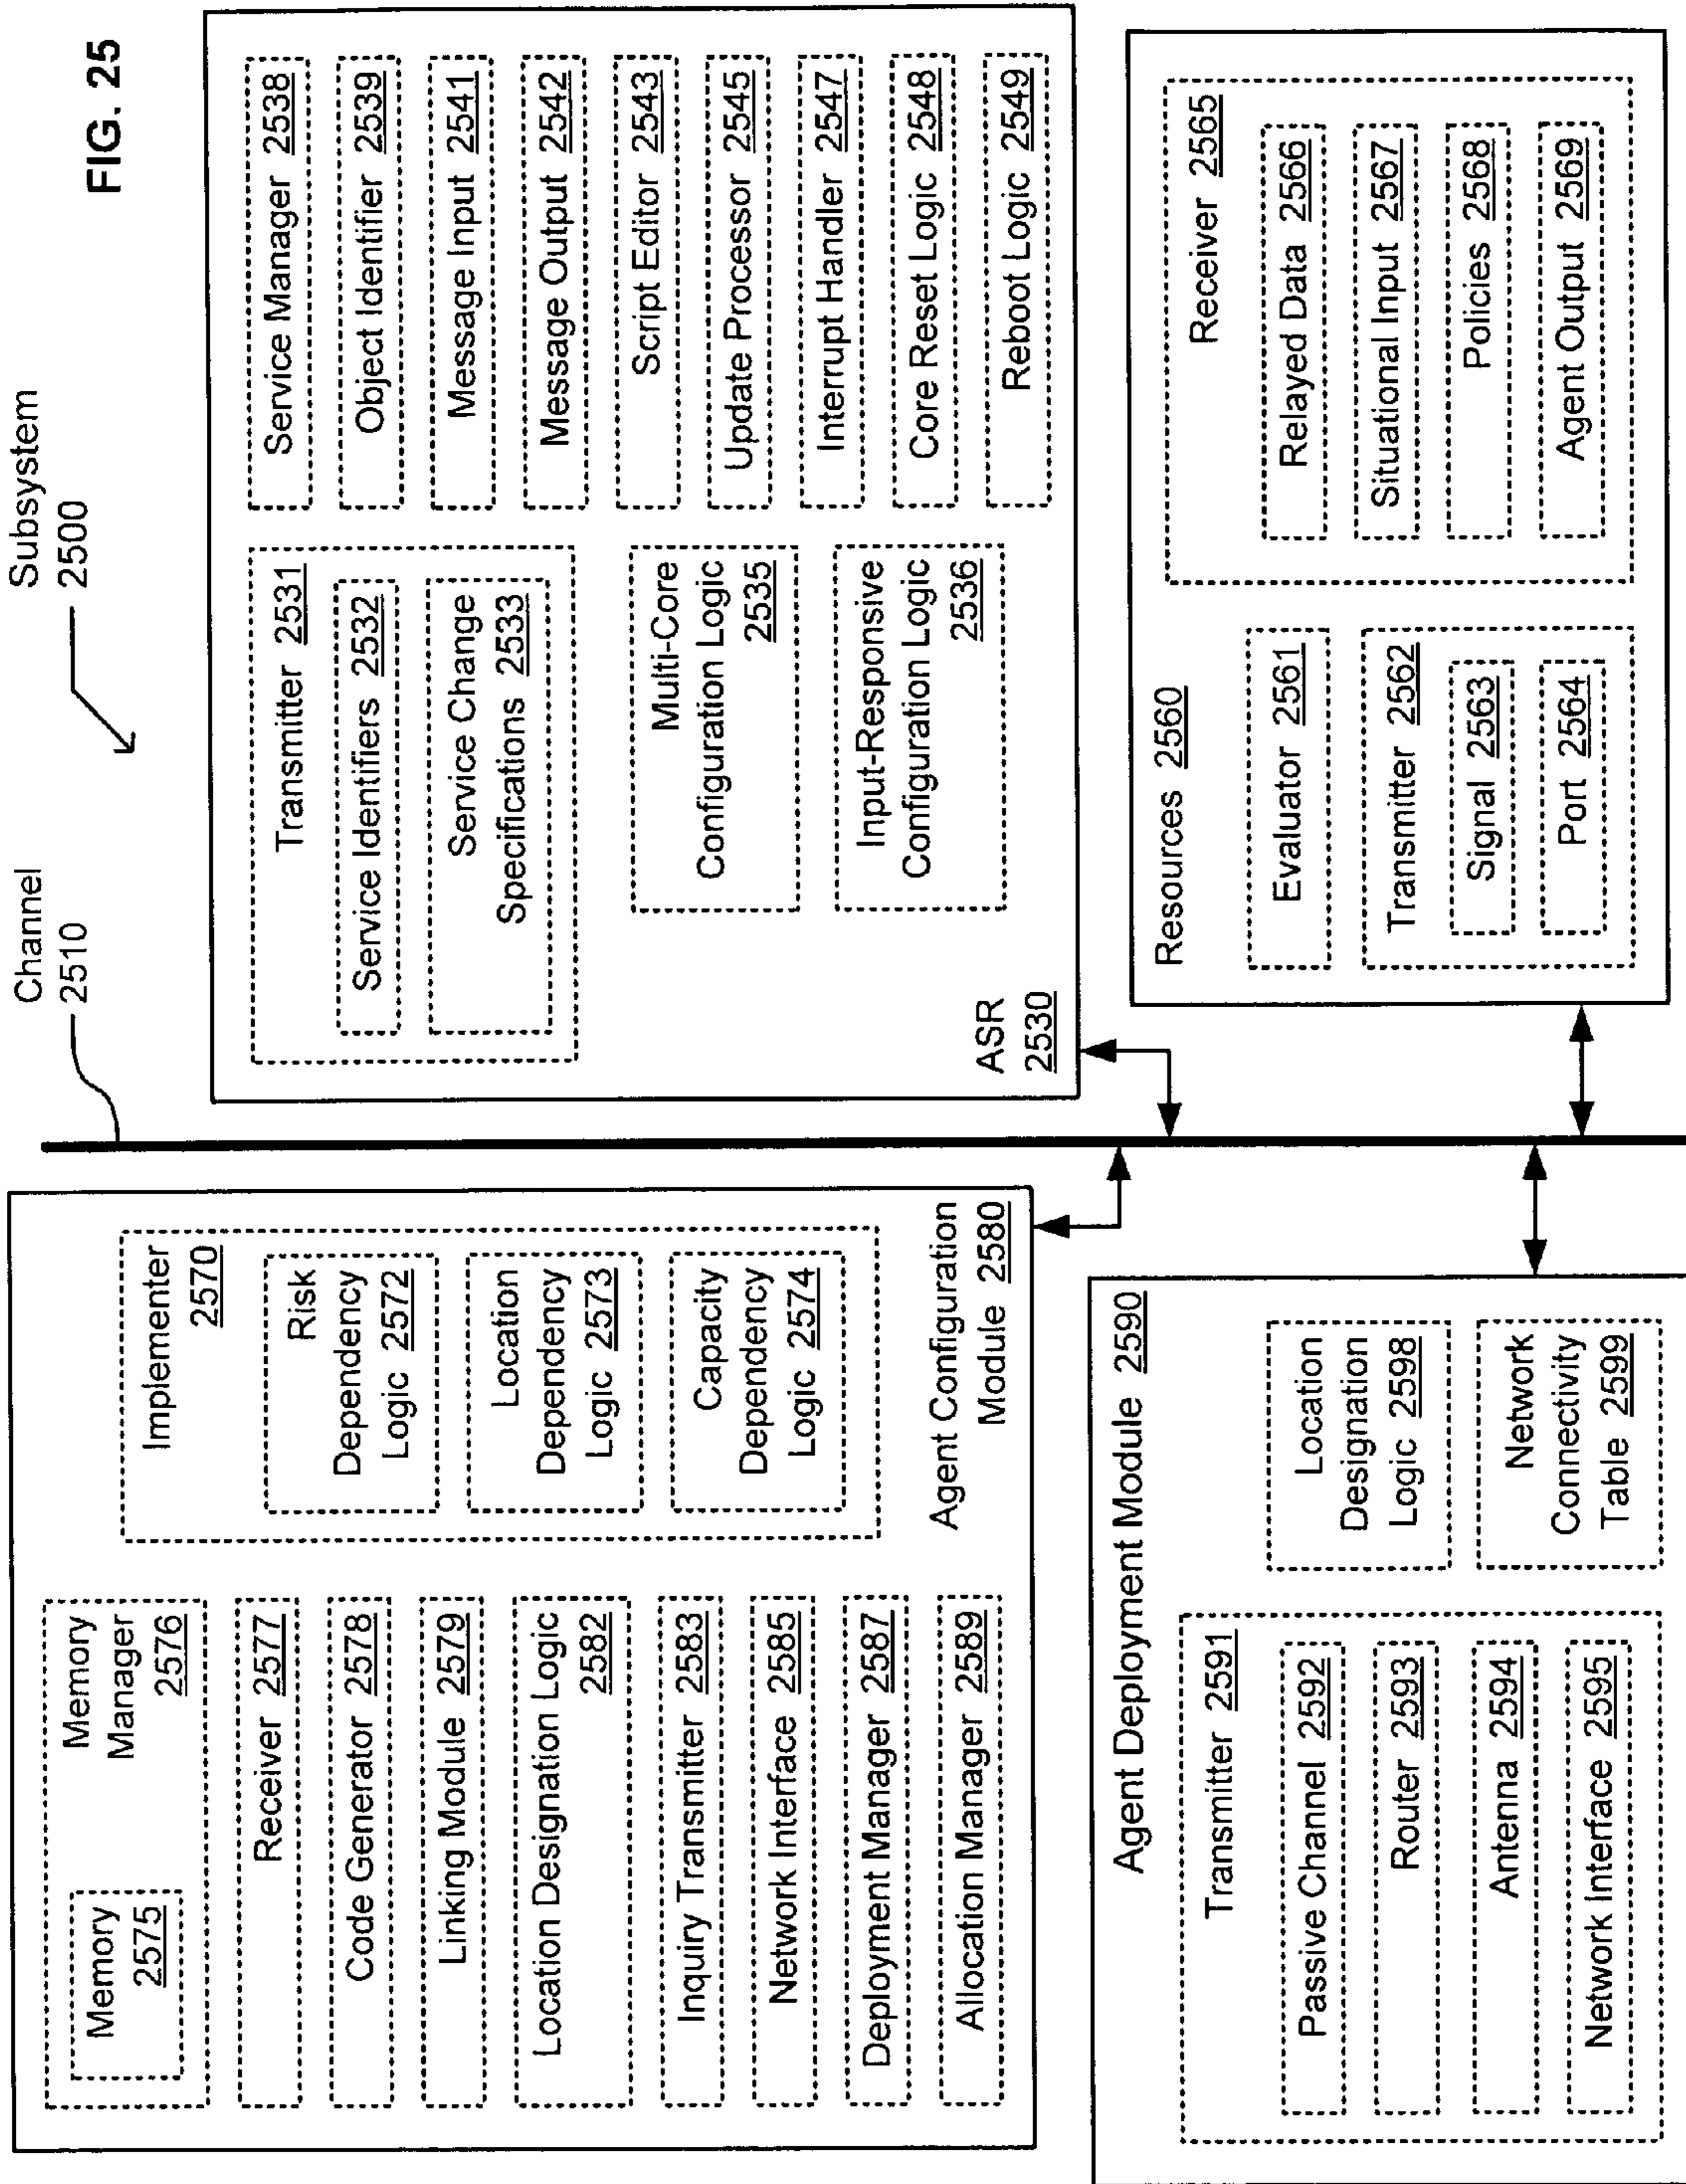 FIG. 25
Subsystem
2500
Channel
2510
Memory
Manager
2576
Memory
2575
Receiver 2577
Code Generator 2578
Linking Module 2579
Location Designation Logic
2582
Inquiry Transmitter 2583
Network Interface 2585
Deployment Manager 2587
Allocation Manager 2589
Implementer
2570
Risk
Dependency
Logic 2572
Location
Dependency
Logic 2573
Capacity
Dependency
Logic 2574
Agent Configuration
Module 2580
Transmitter 2531
Service Identifiers 2532
Service Change
Specifications 2533
Multi-Core
Configuration Logic
2535
Input-Responsive
Configuration Logic
2536
ASR
2530
Service Manager 2538
Object Identifier 2539
Message Input 2541
Message Output 2542
Script Editor 2543
Update Processor 2545
Interrupt Handler 2547
Core Reset Logic 2548
Reboot Logic 2549
Agent Deployment Module 2590
Transmitter 2591
Passive Channel 2592
Router 2593
Antenna 2594
Network Interface 2595
Location
Designation
Logic 2598
Network
Connectivity
Table 2599
Resources 2560
Evaluator 2561
Transmitter 2562
Signal 2563
Port 2564
Receiver 2565
Relayed Data 2566
Situational Input 2567
Policies 2568
Agent Output 2569